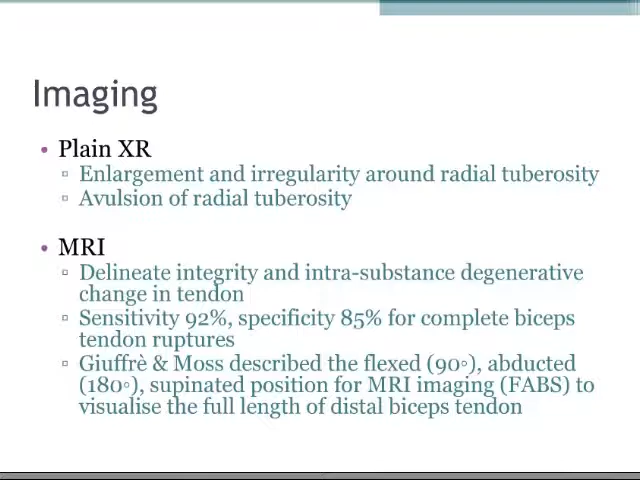 Imaging
• Plain XR
▫ Enlargement and irregularity around radial tuberosity
▫ Avulsion of radial tuberosity
• MRI
▫ Delineate integrity and intra-substance degenerative
change in tendon
▫ Sensitivity 92%, specificity 85% for complete biceps
tendon ruptures
▫ Giuffrè & Moss described the flexed (90◦), abducted
(180◦), supinated position for MRI imaging (FABS) to
visualise the full length of distal biceps tendon